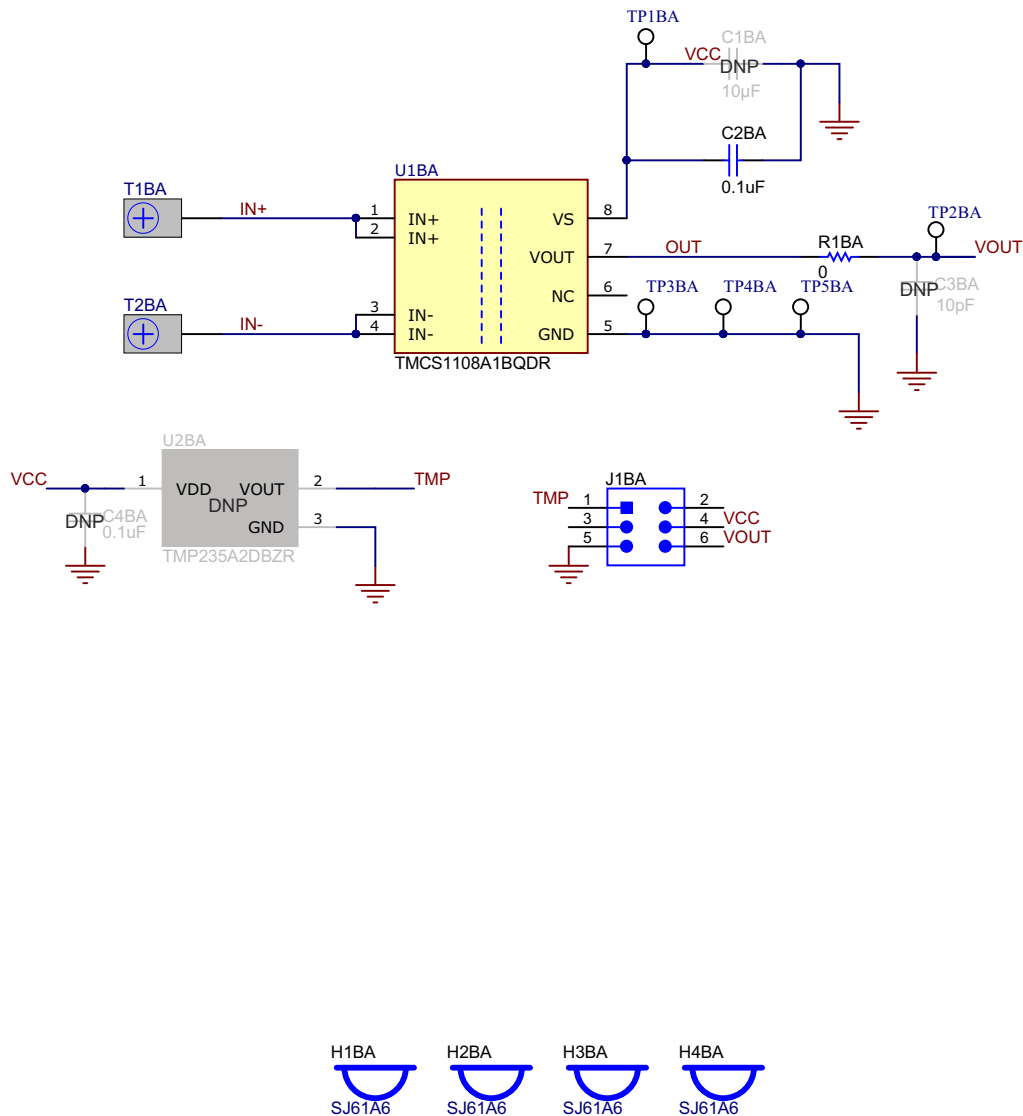 TP1BA
C1BA
VCC
DNP
10µF
C2BA
0.1uF
U1BA
T1BA
IN+
1
2
IN+
IN+
VS
8
VOUT
7
OUT
R1BA
0
TP2BA
VOUT
NC
6
TP3BA
TP4BA
TP5BA
DNP
C3BA
10pF
T2BA
IN-
3
4
IN-
IN-
GND
5
TMCS1108A1BQDR
U2BA
VCC
1
VDD
VOUT
2
TMP
DNP
GND
3
DNP
C4BA
0.1uF
TMP235A2DBZR
J1BA
TMP
1
2
3
4
VCC
5
6
VOUT
H1BA
H2BA
H3BA
H4BA
SJ61A6
SJ61A6
SJ61A6
SJ61A6